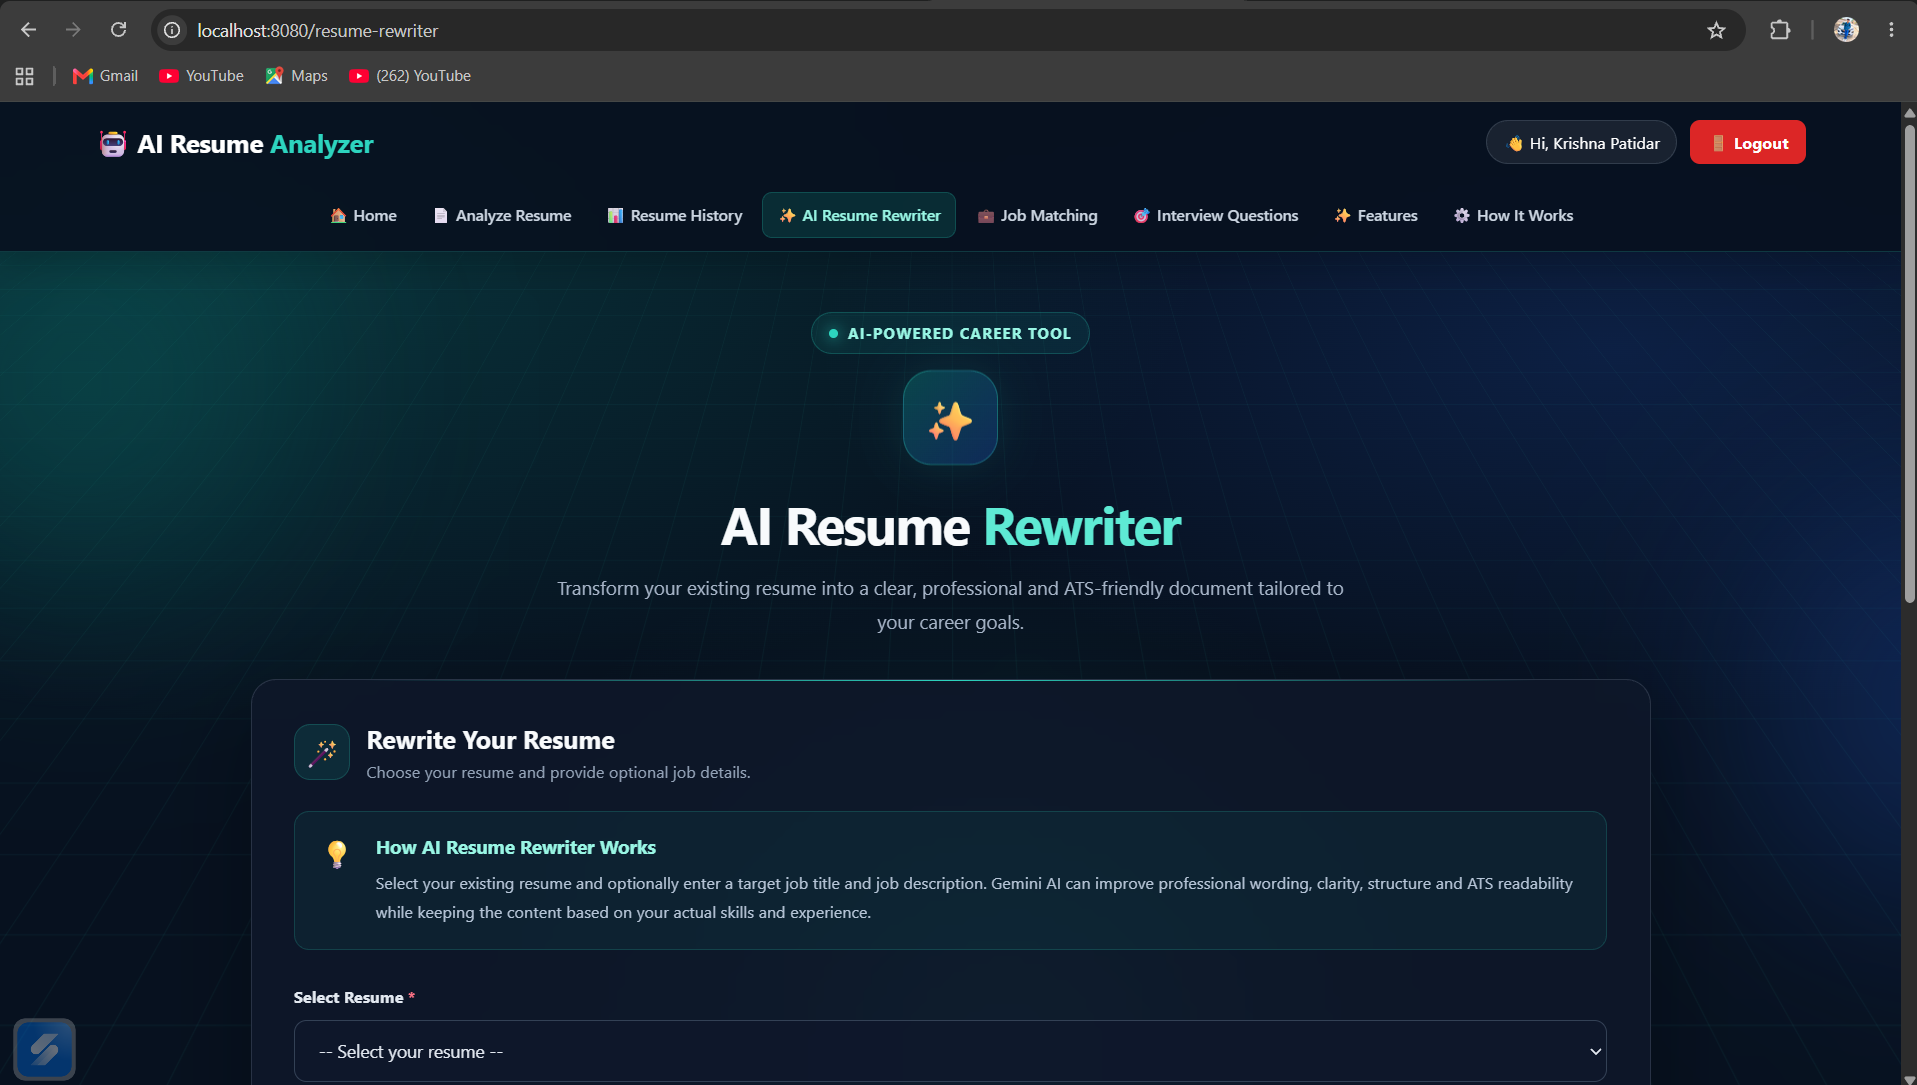 localhost:8080/resume-rewriter
Gmail YouTube Maps (262) YouTube
AI Resume Analyzer
Hi, Krishna Patidar
Logout
Home Analyze Resume Resume History AI Resume Rewriter Job Matching Interview Questions Features How It Works
AI-POWERED CAREER TOOL
AI Resume Rewriter
Transform your existing resume into a clear, professional and ATS-friendly document tailored to
your career goals.
Rewrite Your Resume
Choose your resume and provide optional job details.
How AI Resume Rewriter Works
Select your existing resume and optionally enter a target job title and job description. Gemini AI can improve professional wording, clarity, structure and ATS readability
while keeping the content based on your actual skills and experience.
Select Resume *
-- Select your resume --